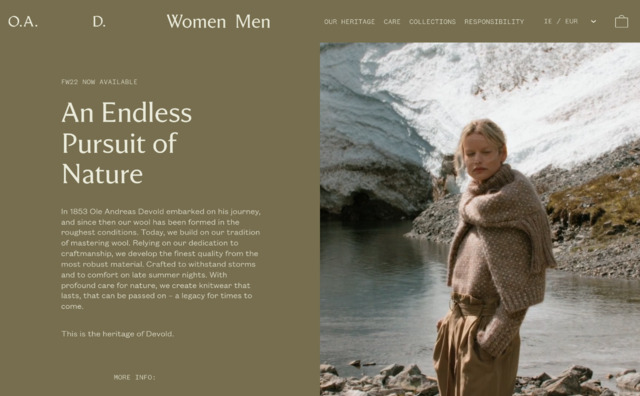 O.A. D. Women Men OUR HERITAGE CARE COLLECTIONS RESPONSIBILITY IE / EUR
FW22 NOW AVAILABLE
An Endless
Pursuit of
Nature
In 1853 Ole Andreas Devold embarked on his journey,
and since then our wool has been formed in the
roughest conditions. Today, we build on our tradition
of mastering wool. Relying on our dedication to
craftmanship, we develop the finest quality from the
most robust material. Crafted to withstand storms
and to comfort on late summer nights. With
profound care for nature, we create knitwear that
lasts, that can be passed on – a legacy for times to
come.
This is the heritage of Devold.
MORE INFO: